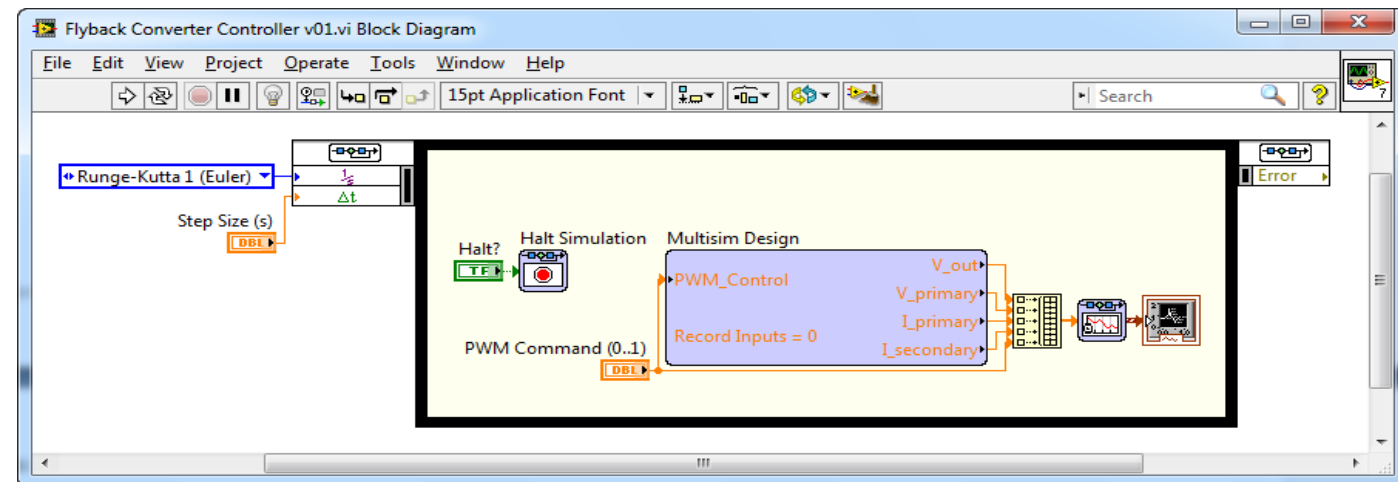 Flyback Converter Controller v01.vi Block Diagram
File Edit View Project Operate Tools Window Help
15pt Application Font
Search
7
Runge-Kutta 1 (Euler)
1/s
Error
Δt
Step Size (s)
DBL
Halt?
TF
Halt Simulation
Multisim Design
PWM_Control
V_out
V_primary
I_primary
Record Inputs = 0
I_secondary
PWM Command (0..1)
DBL